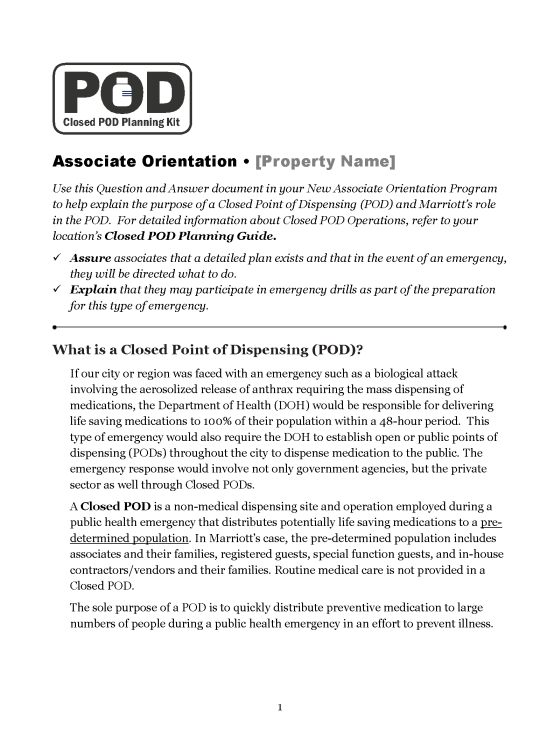 POD
Closed POD Planning Kit
Associate Orientation • [Property Name]
Use this Question and Answer document in your New Associate Orientation Program
to help explain the purpose of a Closed Point of Dispensing (POD) and Marriott's role
in the POD.  For detailed information about Closed POD Operations, refer to your
location's Closed POD Planning Guide.
✓ Assure associates that a detailed plan exists and that in the event of an emergency,
they will be directed what to do.
✓ Explain that they may participate in emergency drills as part of the preparation
for this type of emergency.
What is a Closed Point of Dispensing (POD)?
If our city or region was faced with an emergency such as a biological attack
involving the aerosolized release of anthrax requiring the mass dispensing of
medications, the Department of Health (DOH) would be responsible for delivering
life saving medications to 100% of their population within a 48-hour period.  This
type of emergency would also require the DOH to establish open or public points of
dispensing (PODs) throughout the city to dispense medication to the public. The
emergency response would involve not only government agencies, but the private
sector as well through Closed PODs.
A Closed POD is a non-medical dispensing site and operation employed during a
public health emergency that distributes potentially life saving medications to a pre-
determined population. In Marriott's case, the pre-determined population includes
associates and their families, registered guests, special function guests, and in-house
contractors/vendors and their families. Routine medical care is not provided in a
Closed POD.
The sole purpose of a POD is to quickly distribute preventive medication to large
numbers of people during a public health emergency in an effort to prevent illness.
1